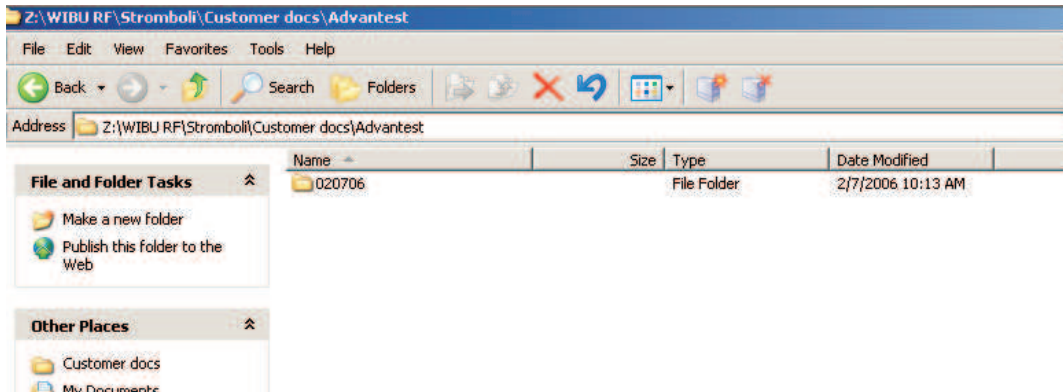 Z:\WIBU RF\Stromboli\Customer docs\Advantest
File Edit View Favorites Tools Help
Back Search Folders
Address Z:\WIBU RF\Stromboli\Customer docs\Advantest
Name Size Type Date Modified
020706 File Folder 2/7/2006 10:13 AM
File and Folder Tasks
Make a new folder
Publish this folder to the
Web
Other Places
Customer docs
My Documents